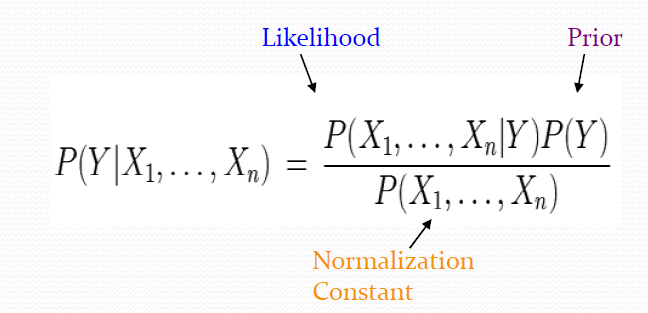 Likelihood Prior
P(Y|X₁,...,Xₙ) = P(X₁,...,Xₙ|Y)P(Y)
P(X₁,...,Xₙ)
Normalization
Constant